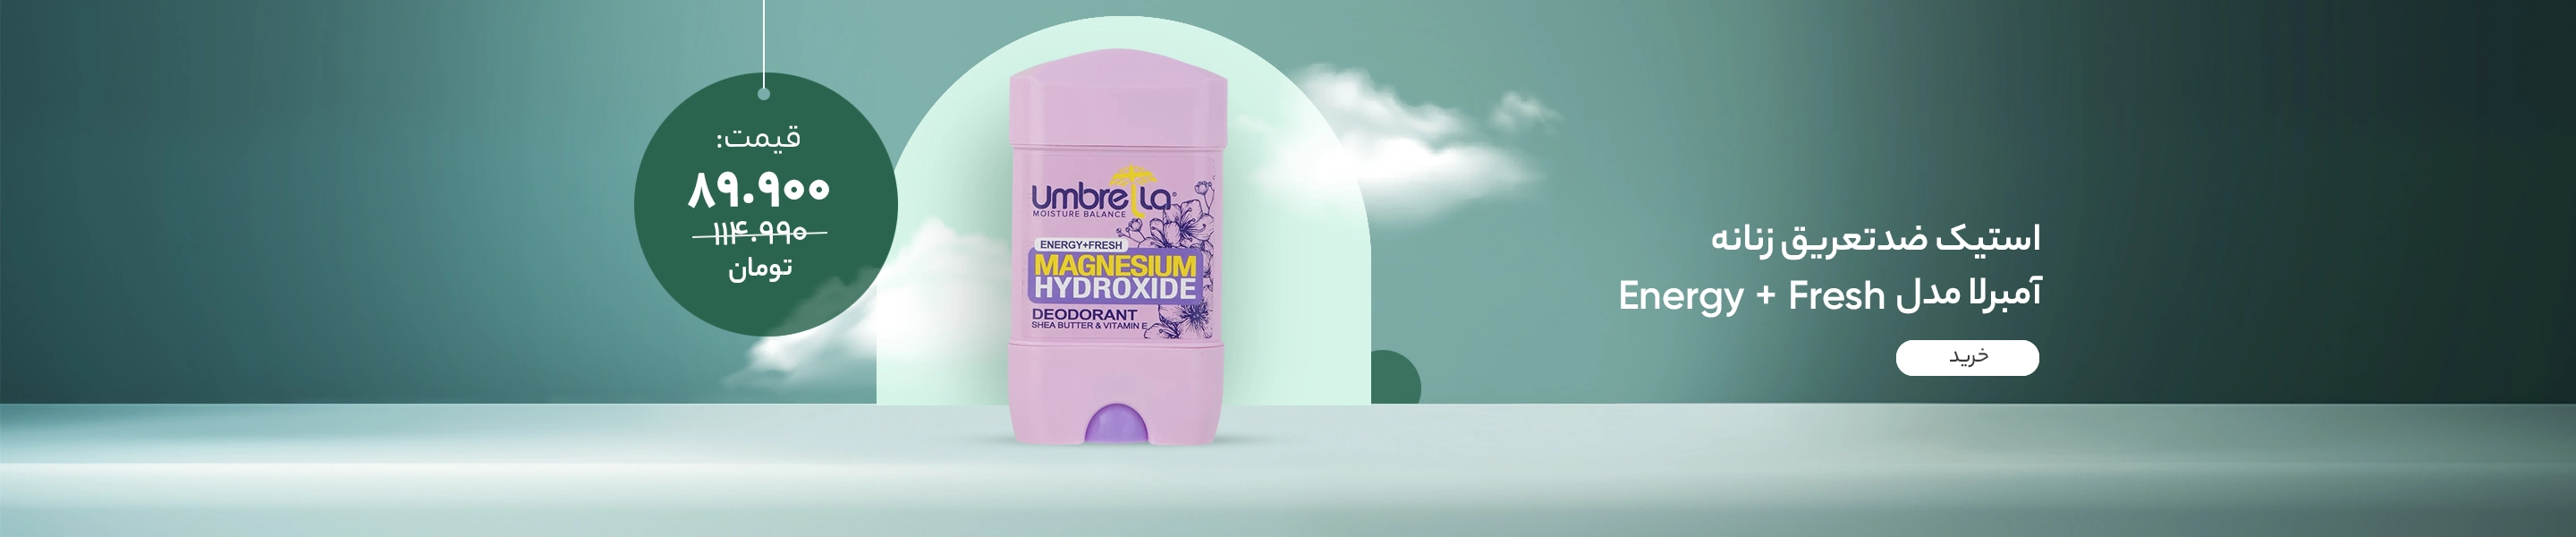 قیمت:
۸۹.۹۰۰
۱۱۴.۹۹۰
تومان
umbrella
MOISTURE BALANCE
ENERGY+FRESH
MAGNESIUM
HYDROXIDE
DEODORANT
SHEA BUTTER & VITAMIN E
استیک ضدتعریق زنانه
آمبرلا مدل Energy + Fresh
خرید